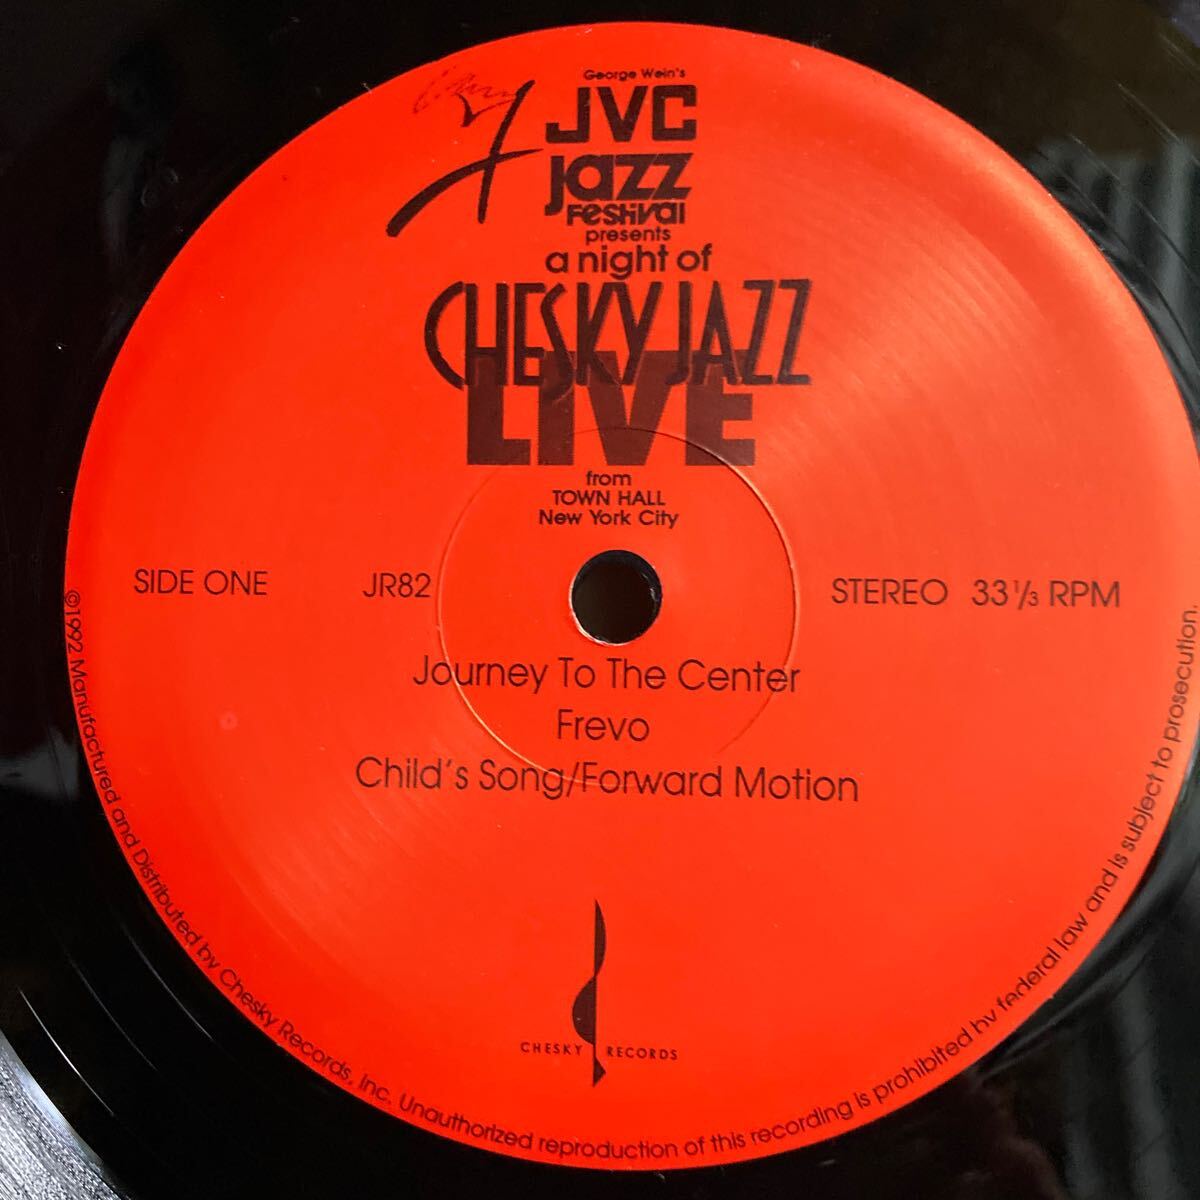 George Wein's
JVC
Jazz
Festival
presents
a night of
CHESKY JAZZ
LIVE
from
TOWN HALL
New York City
SIDE ONE
JR82
STEREO 33 1/3 RPM
Journey To The Center
Frevo
Child's Song/Forward Motion
CHESKY RECORDS
©1992 Manufactured and Distributed by Chesky Records, Inc. Unauthorized reproduction of this recording is prohibited by federal law and is subject to prosecution.